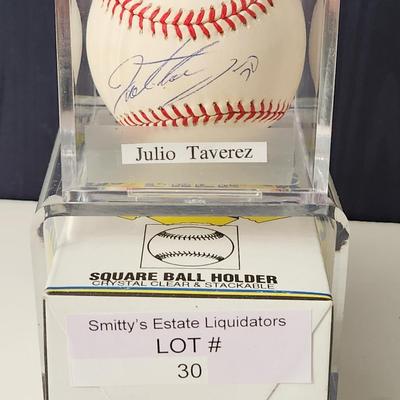 Julio Taverez
SQUARE BALL HOLDER
CRYSTAL CLEAR & STACKABLE
Smitty's Estate Liquidators
LOT #
30